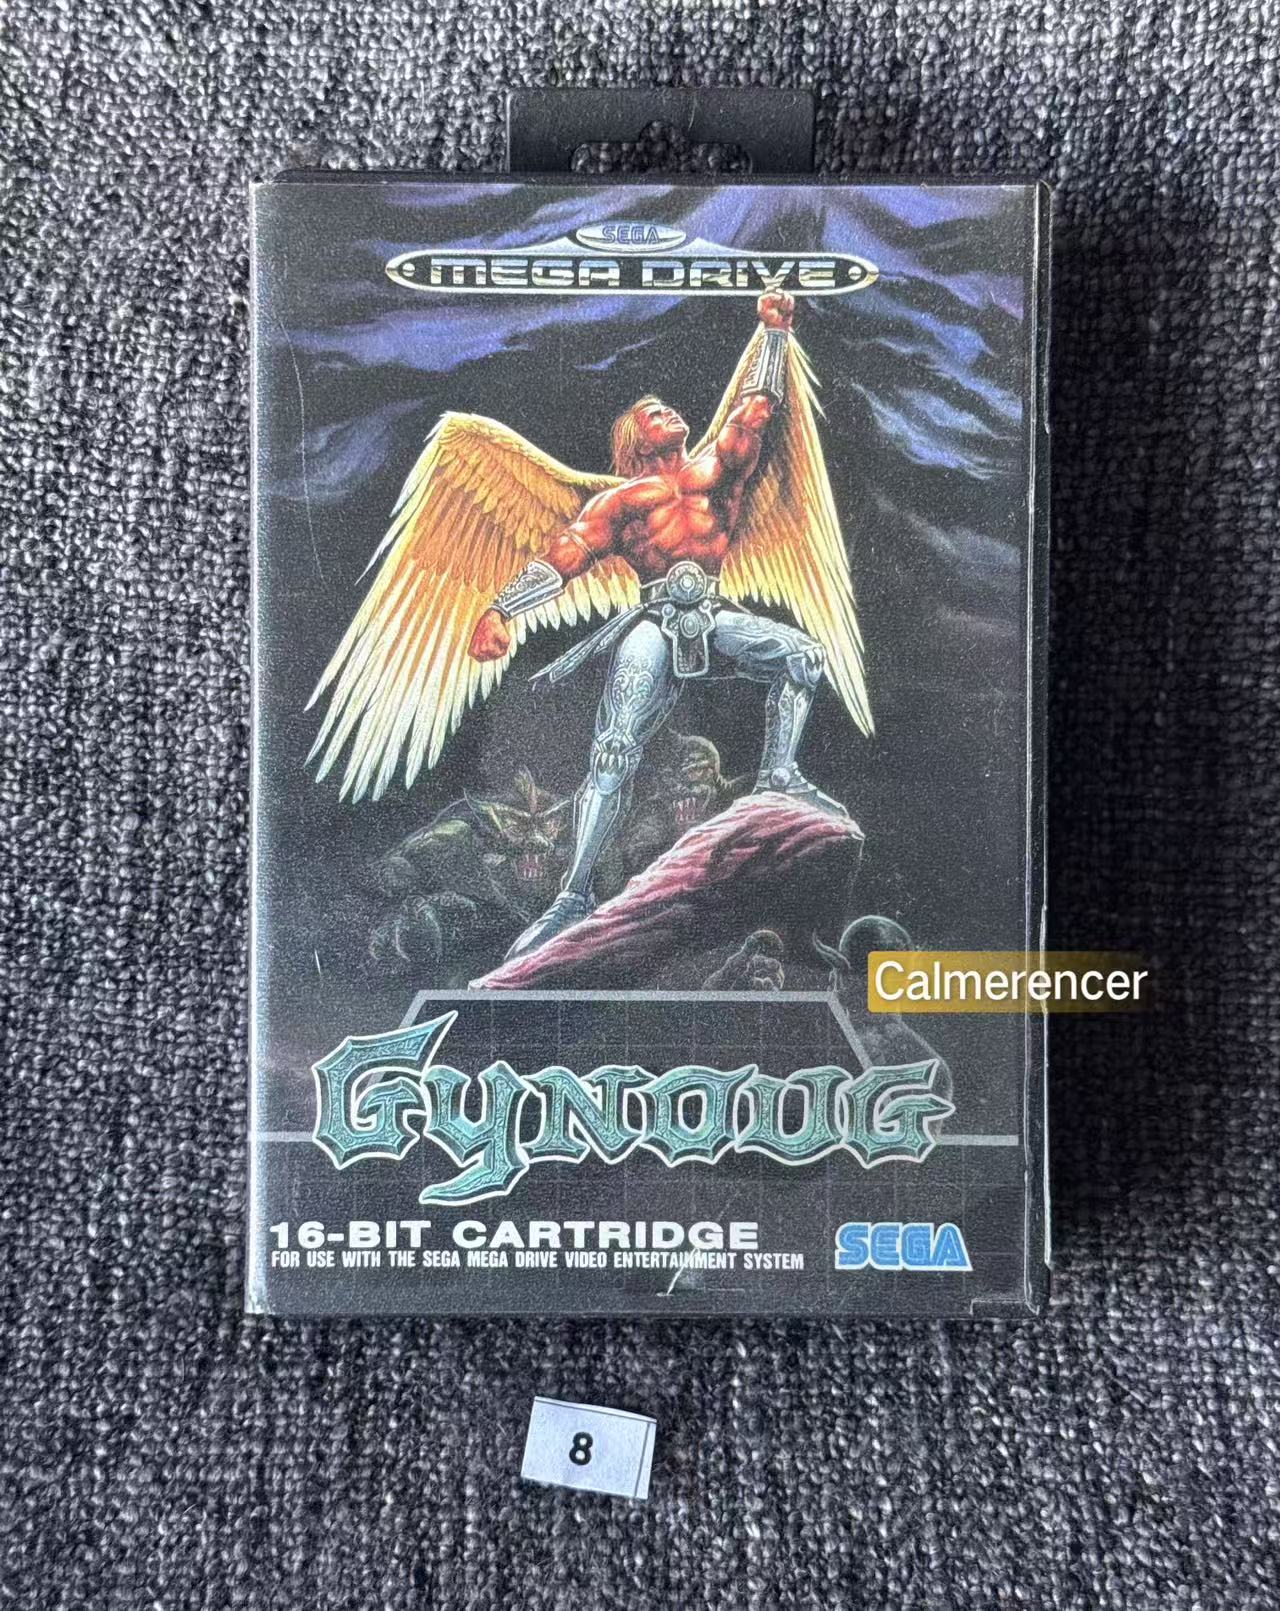 SEGA
MEGA DRIVE
Calmerencer
GYNOUG
16-BIT CARTRIDGE
FOR USE WITH THE SEGA MEGA DRIVE VIDEO ENTERTAINMENT SYSTEM
SEGA
8